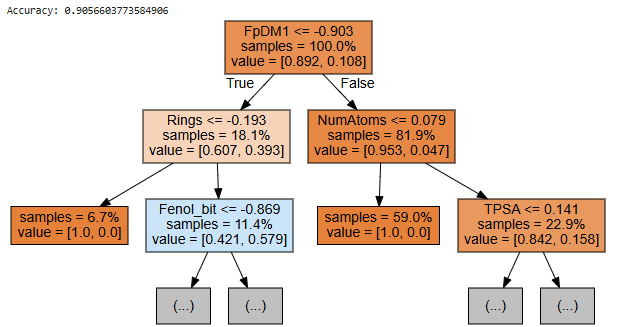 Accuracy: 0.9056603773584906
FpDM1 <= -0.903
samples = 100.0%
value = [0.892, 0.108]
True
False
Rings <= -0.193
samples = 18.1%
value = [0.607, 0.393]
NumAtoms <= 0.079
samples = 81.9%
value = [0.953, 0.047]
samples = 6.7%
value = [1.0, 0.0]
Fenol_bit <= -0.869
samples = 11.4%
value = [0.421, 0.579]
samples = 59.0%
value = [1.0, 0.0]
TPSA <= 0.141
samples = 22.9%
value = [0.842, 0.158]
(...)
(...)
(...)
(...)